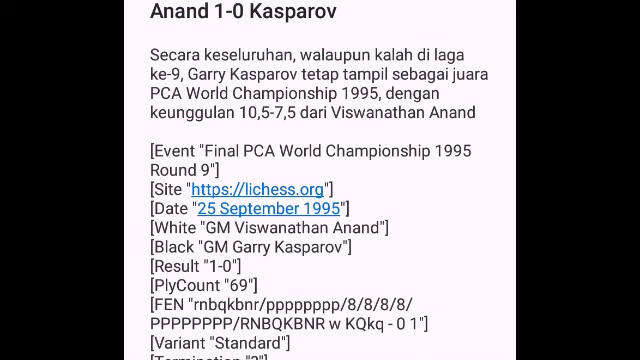 Anand 1-0 Kasparov
Secara keseluruhan, walaupun kalah di laga
ke-9, Garry Kasparov tetap tampil sebagai juara
PCA World Championship 1995, dengan
keunggulan 10,5-7,5 dari Viswanathan Anand
[Event "Final PCA World Championship 1995
Round 9"]
[Site "https://lichess.org"]
[Date "25 September 1995"]
[White "GM Viswanathan Anand"]
[Black "GM Garry Kasparov"]
[Result "1-0"]
[PlyCount "69"]
[FEN "rnbqkbnr/pppppppp/8/8/8/8/
PPPPPPPP/RNBQKBNR w KQkq - 0 1"]
[Variant "Standard"]
[Termination "?"]